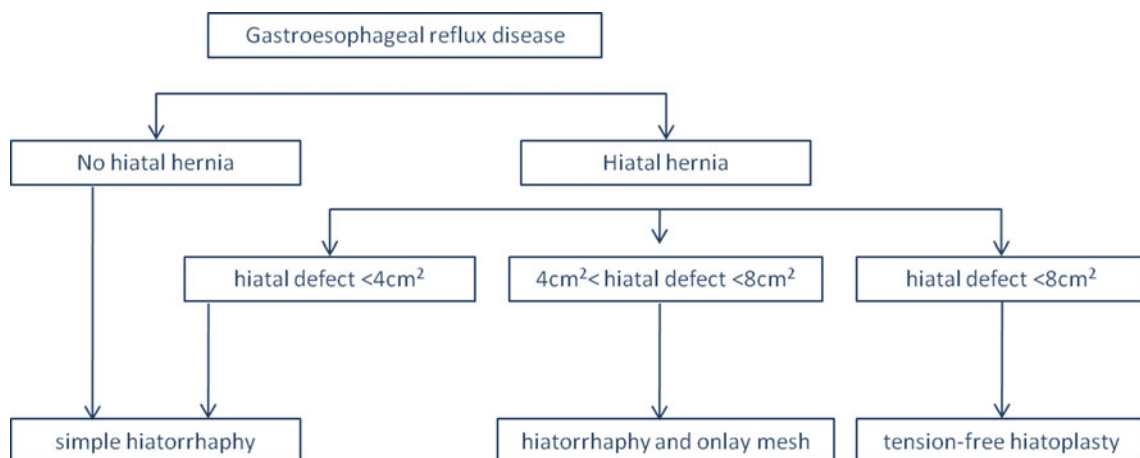 Gastroesophageal reflux disease
No hiatal hernia
Hiatal hernia
hiatal defect <4cm²
4cm²< hiatal defect <8cm²
hiatal defect <8cm²
simple hiatorrhaphy
hiatorrhaphy and onlay mesh
tension-free hiatoplasty